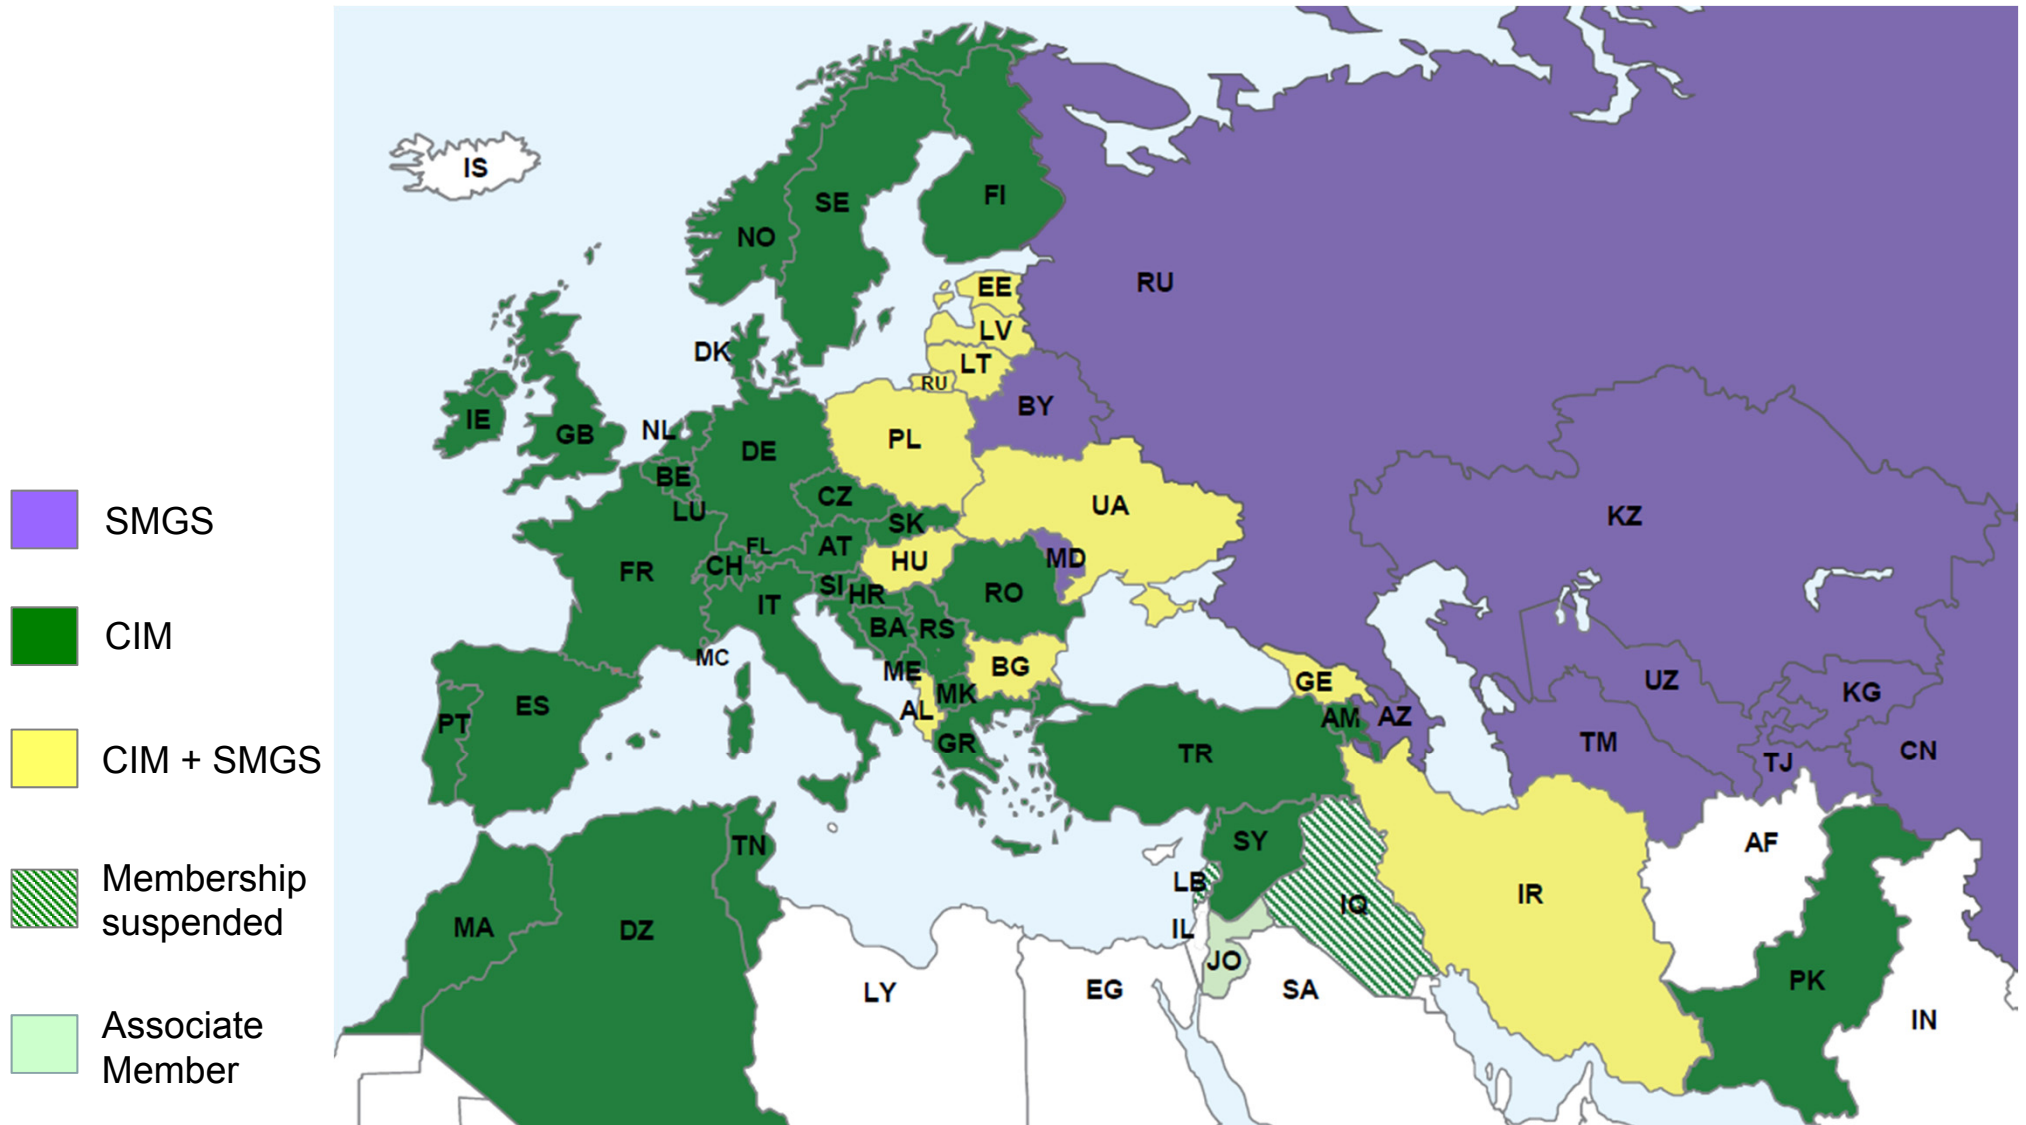 SMGS
CIM
CIM + SMGS
Membership
suspended
Associate
Member
IS
SE
FI
NO
RU
EE
LV
DK
LT
RU
BY
IE
GB
NL
PL
DE
BE
CZ
UA
LU
SK
KZ
FL
AT
HU
MD
CH
FR
SI
HR
RO
IT
BA
RS
MC
ME
BG
GE
UZ
KG
MK
ES
PT
AL
AM
AZ
GR
TR
TM
TJ
CN
TN
SY
AF
LB
IR
IQ
MA
DZ
IL
JO
PK
LY
EG
SA
IN